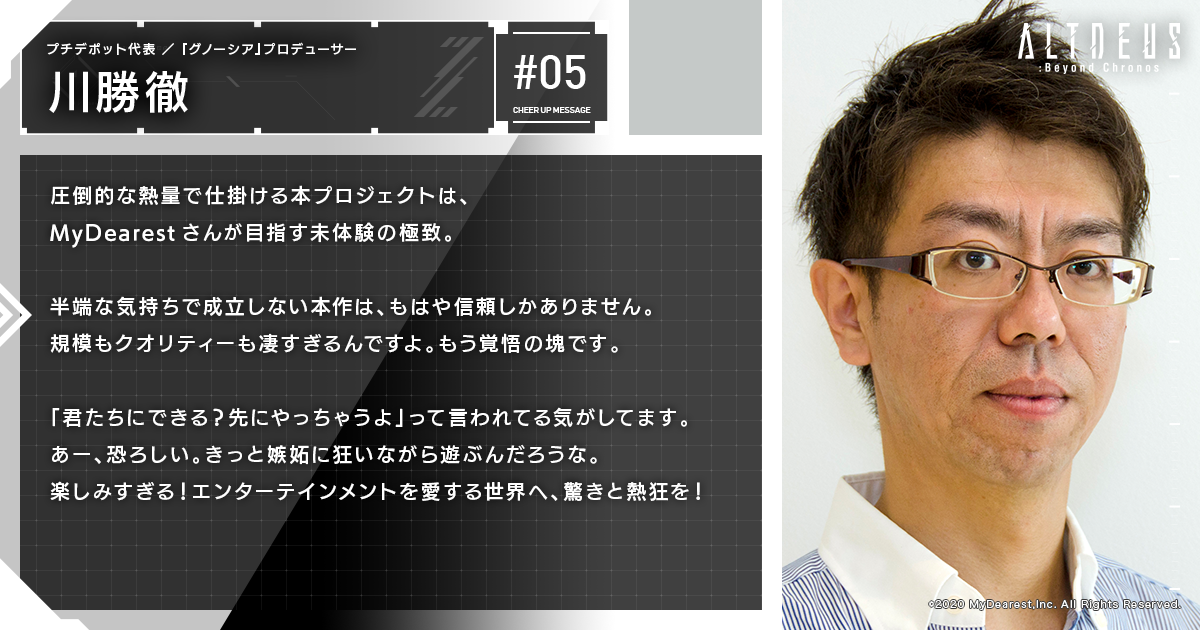 プチデポット代表 ／「グノーシア」プロデューサー
川勝徹
#05
CHEER UP MESSAGE
ALTDEUS
:Beyond Chronos
圧倒的な熱量で仕掛ける本プロジェクトは、
MyDearestさんが目指す未体験の極致。
半端な気持ちで成立しない本作は、もはや信頼しかありません。
規模もクオリティーも凄すぎるんですよ。もう覚悟の塊です。
「君たちにできる？先にやっちゃうよ」って言われてる気がしてます。
あー、恐ろしい。きっと嫉妬に狂いながら遊ぶんだろうな。
楽しみすぎる！エンターテインメントを愛する世界へ、驚きと熱狂を！
©2020 MyDearest,Inc. All Rights Reserved.